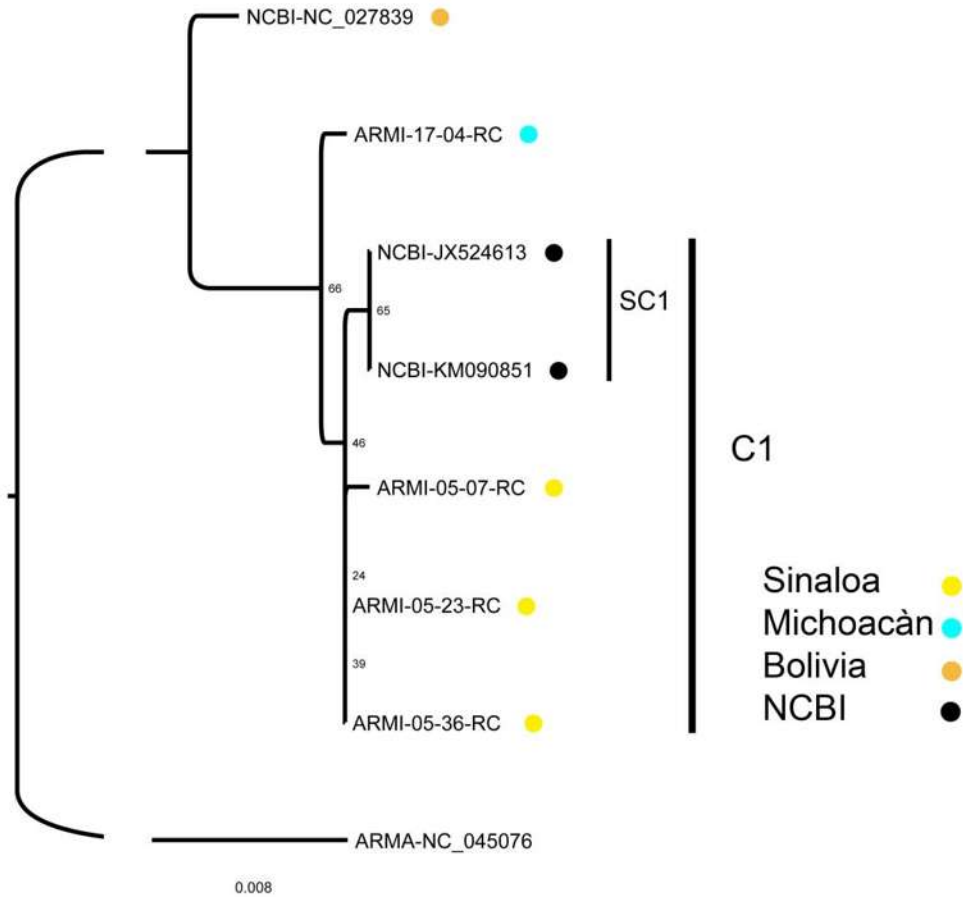 NCBI-NC_027839
ARMI-17-04-RC
NCBI-JX524613
SC1
66
65
NCBI-KM090851
46
C1
ARMI-05-07-RC
24
Sinaloa
ARMI-05-23-RC
Michoacàn
39
Bolivia
NCBI
ARMI-05-36-RC
ARMA-NC_045076
0.008